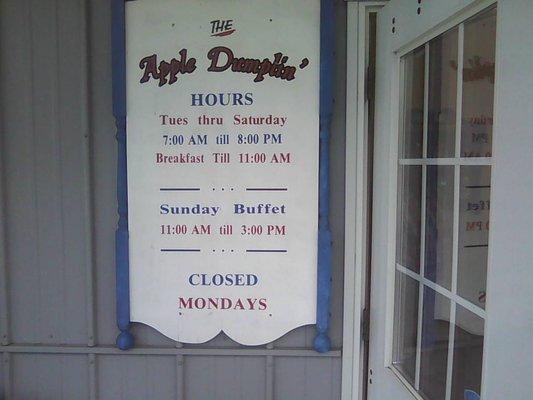 THE
Apple Dumplin'
HOURS
Tues thru Saturday
7:00 AM till 8:00 PM
Breakfast Till 11:00 AM
Sunday Buffet
11:00 AM till 3:00 PM
CLOSED
MONDAYS